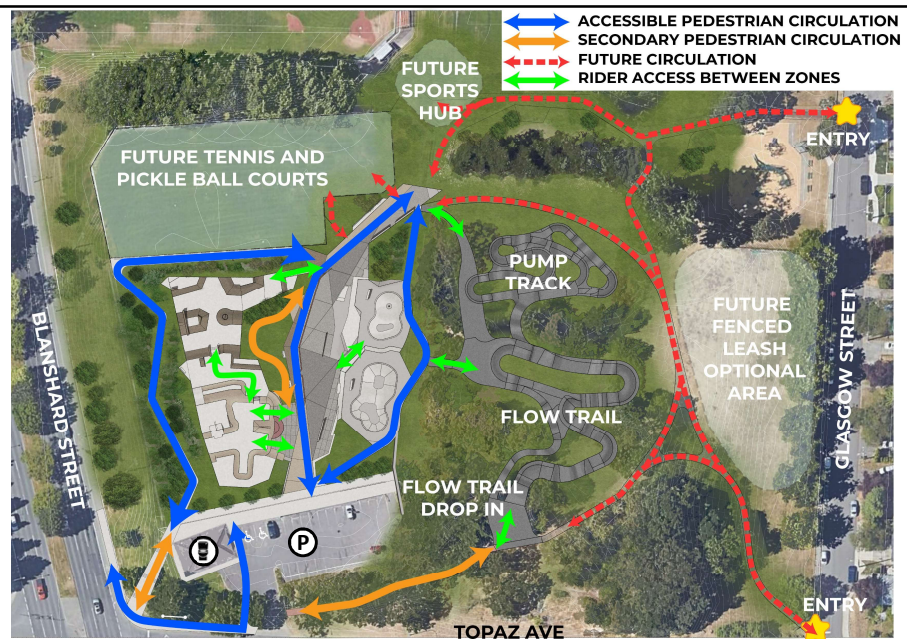 ACCESSIBLE PEDESTRIAN CIRCULATION
SECONDARY PEDESTRIAN CIRCULATION
FUTURE CIRCULATION
RIDER ACCESS BETWEEN ZONES
FUTURE
SPORTS
HUB
ENTRY
FUTURE TENNIS AND
PICKLE BALL COURTS
PUMP
TRACK
FUTURE
FENCED
LEASH
OPTIONAL
AREA
BLANSHARD STREET
GLASGOW STREET
FLOW TRAIL
FLOW TRAIL
DROP IN
P
ENTRY
TOPAZ AVE